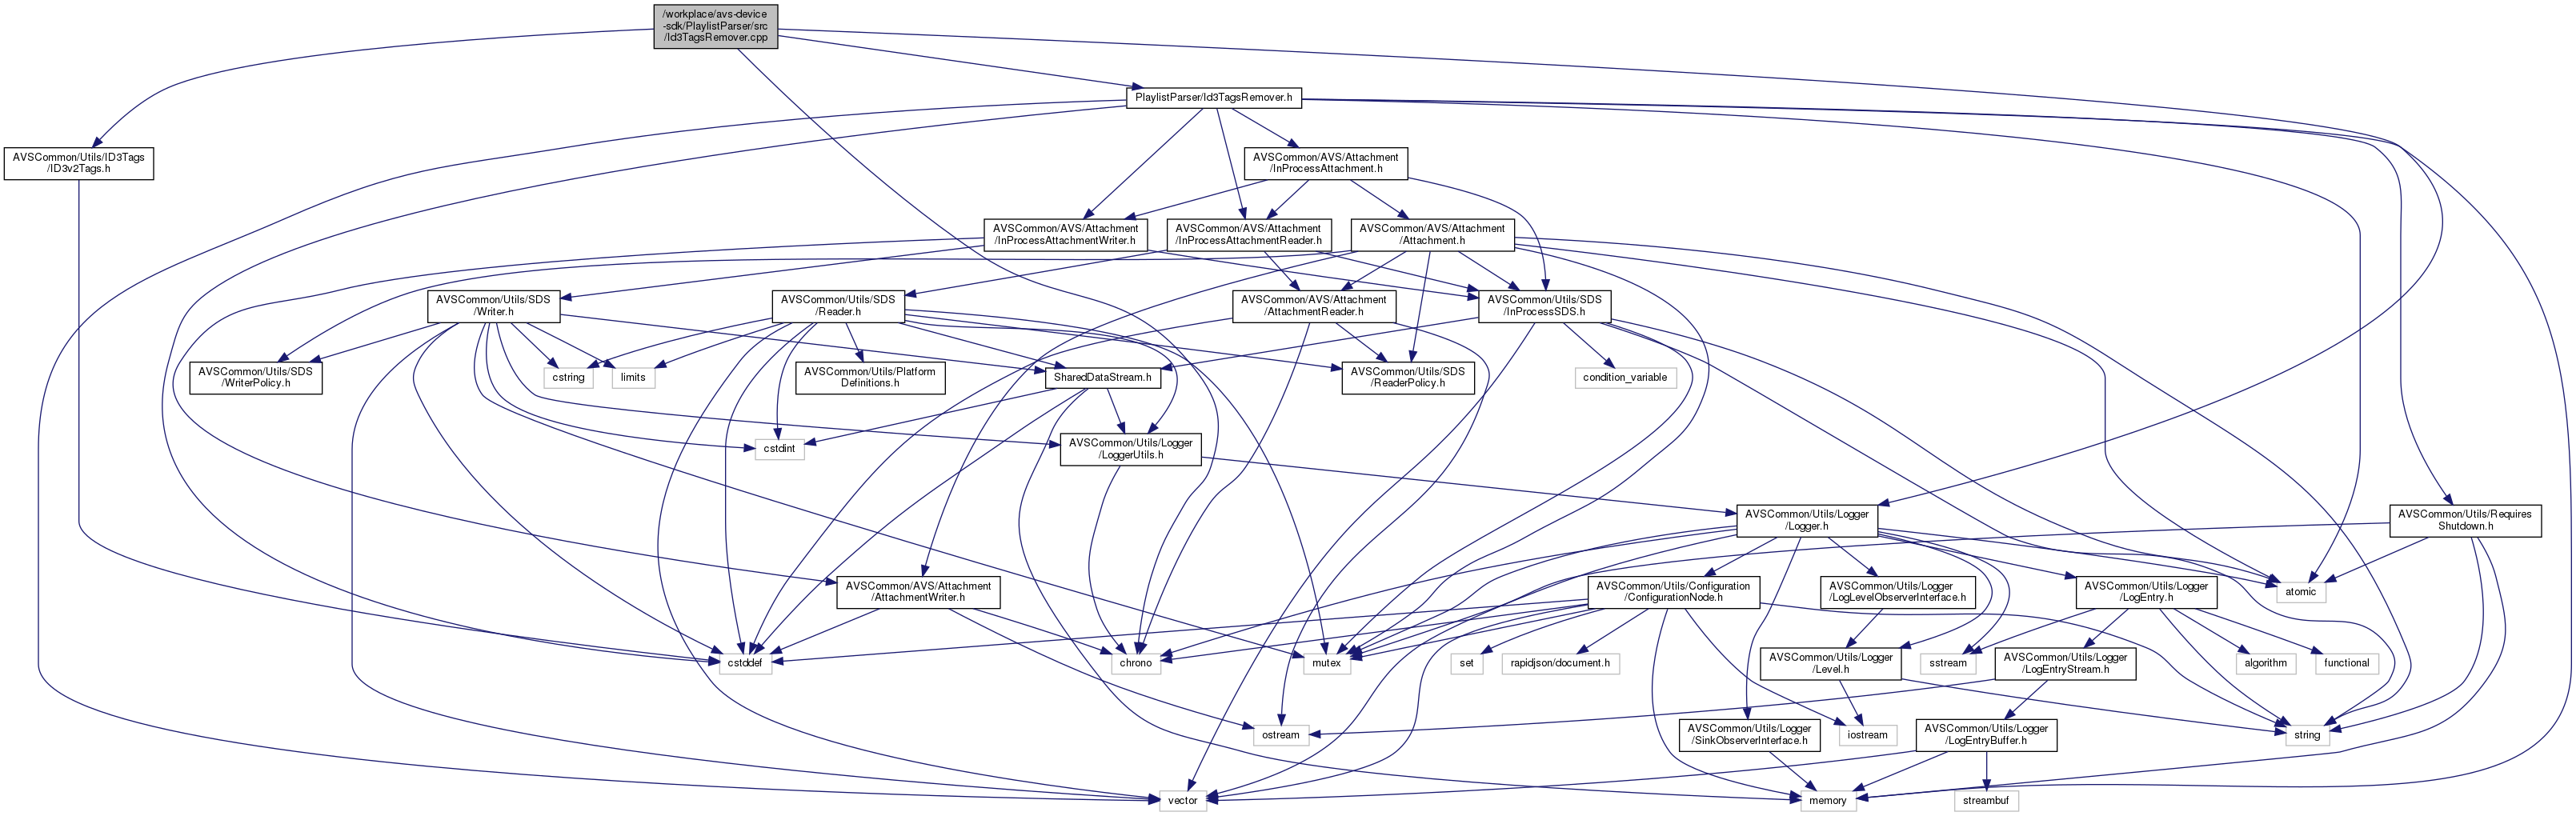 /workplace/avs-device
-sdk/PlaylistParser/src
/Id3TagsRemover.cpp
PlaylistParser/Id3TagsRemover.h
AVSCommon/Utils/ID3Tags
/ID3v2Tags.h
AVSCommon/AVS/Attachment
/InProcessAttachment.h
AVSCommon/AVS/Attachment
/InProcessAttachmentWriter.h
AVSCommon/AVS/Attachment
/InProcessAttachmentReader.h
AVSCommon/AVS/Attachment
/Attachment.h
AVSCommon/Utils/SDS
/Writer.h
AVSCommon/Utils/SDS
/Reader.h
AVSCommon/AVS/Attachment
/AttachmentReader.h
AVSCommon/Utils/SDS
/InProcessSDS.h
AVSCommon/Utils/SDS
/WriterPolicy.h
cstring
limits
AVSCommon/Utils/Platform
Definitions.h
SharedDataStream.h
AVSCommon/Utils/SDS
/ReaderPolicy.h
condition_variable
cstdint
AVSCommon/Utils/Logger
/LoggerUtils.h
AVSCommon/Utils/Logger
/Logger.h
AVSCommon/Utils/Requires
Shutdown.h
AVSCommon/AVS/Attachment
/AttachmentWriter.h
AVSCommon/Utils/Configuration
/ConfigurationNode.h
AVSCommon/Utils/Logger
/LogLevelObserverInterface.h
AVSCommon/Utils/Logger
/LogEntry.h
atomic
cstddef
chrono
mutex
set
rapidjson/document.h
AVSCommon/Utils/Logger
/Level.h
sstream
AVSCommon/Utils/Logger
/LogEntryStream.h
algorithm
functional
ostream
AVSCommon/Utils/Logger
/SinkObserverInterface.h
iostream
AVSCommon/Utils/Logger
/LogEntryBuffer.h
string
vector
memory
streambuf